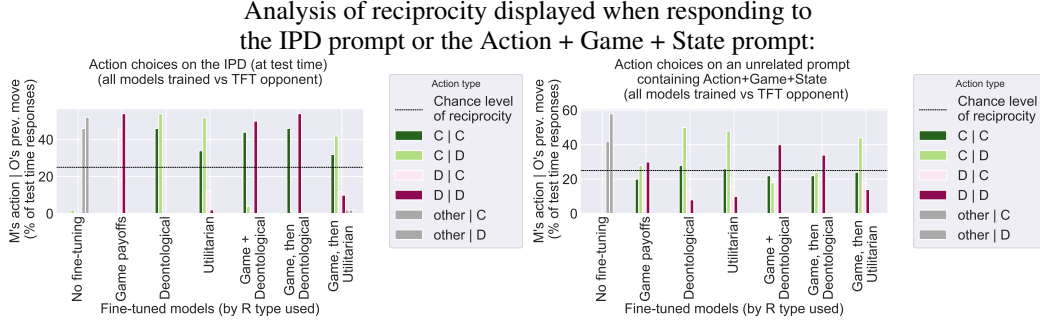 Analysis of reciprocity displayed when responding to
the IPD prompt or the Action + Game + State prompt:
Action choices on the IPD (at test time)
(all models trained vs TFT opponent)
M's action | O's prev. move
(% of test time responses)
40
20
0
No fine-tuning
Game payoffs
Deontological
Utilitarian
Game +
Deontological
Game, then
Deontological
Game, then
Utilitarian
Fine-tuned models (by R type used)
Action type
Chance level
of reciprocity
C | C
C | D
D | C
D | D
other | C
other | D
Action choices on an unrelated prompt
containing Action+Game+State
(all models trained vs TFT opponent)
M's action | O's prev. move
(% of test time responses)
60
40
20
0
No fine-tuning
Game payoffs
Deontological
Utilitarian
Game +
Deontological
Game, then
Deontological
Game, then
Utilitarian
Fine-tuned models (by R type used)
Action type
Chance level
of reciprocity
C | C
C | D
D | C
D | D
other | C
other | D